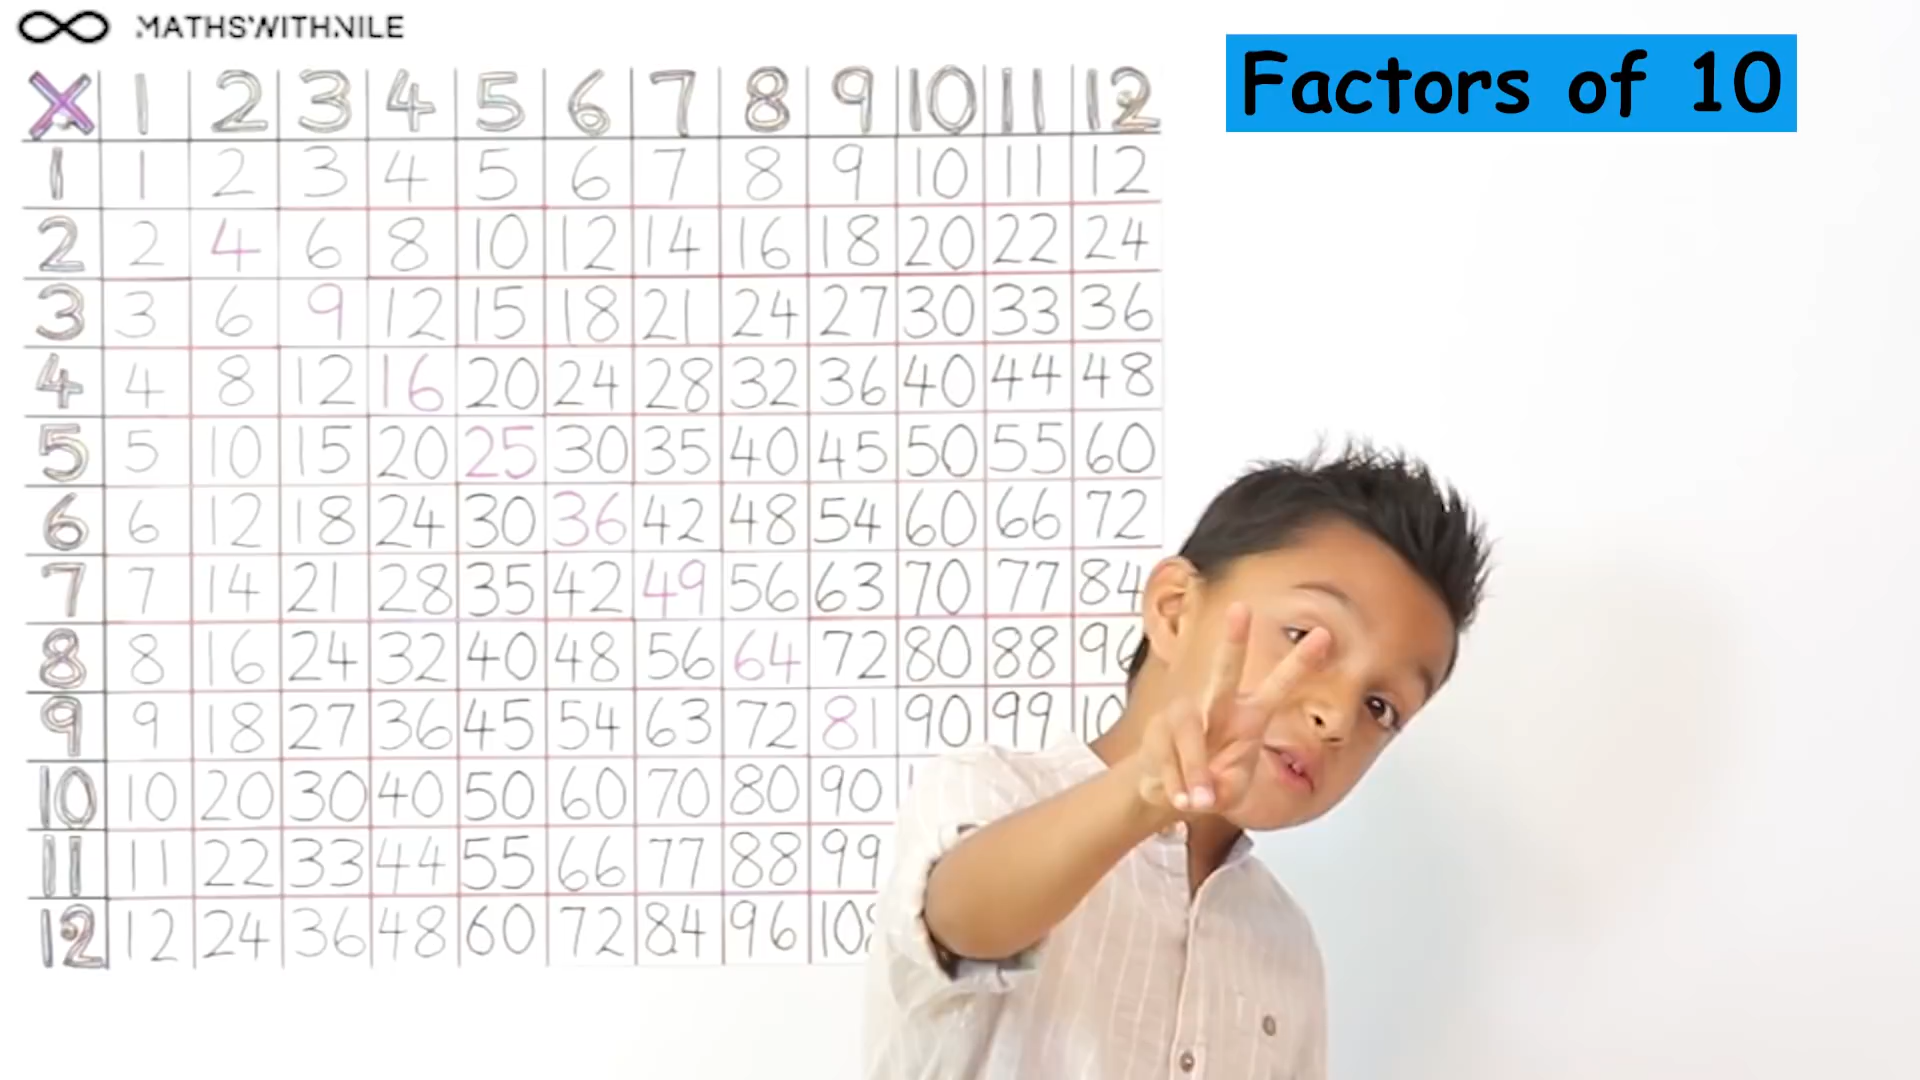 MATHSWITHNILE
Factors of 10
X 1 2 3 4 5 6 7 8 9 10 11 12
1 1 2 3 4 5 6 7 8 9 10 11 12
2 2 4 6 8 10 12 14 16 18 20 22 24
3 3 6 9 12 15 18 21 24 27 30 33 36
4 4 8 12 16 20 24 28 32 36 40 44 48
5 5 10 15 20 25 30 35 40 45 50 55 60
6 6 12 18 24 30 36 42 48 54 60 66 72
7 7 14 21 28 35 42 49 56 63 70 77 84
8 8 16 24 32 40 48 56 64 72 80 88 96
9 9 18 27 36 45 54 63 72 81 90 99
10 10 20 30 40 50 60 70 80 90
11 11 22 33 44 55 66 77 88 99
12 12 24 36 48 60 72 84 96 108